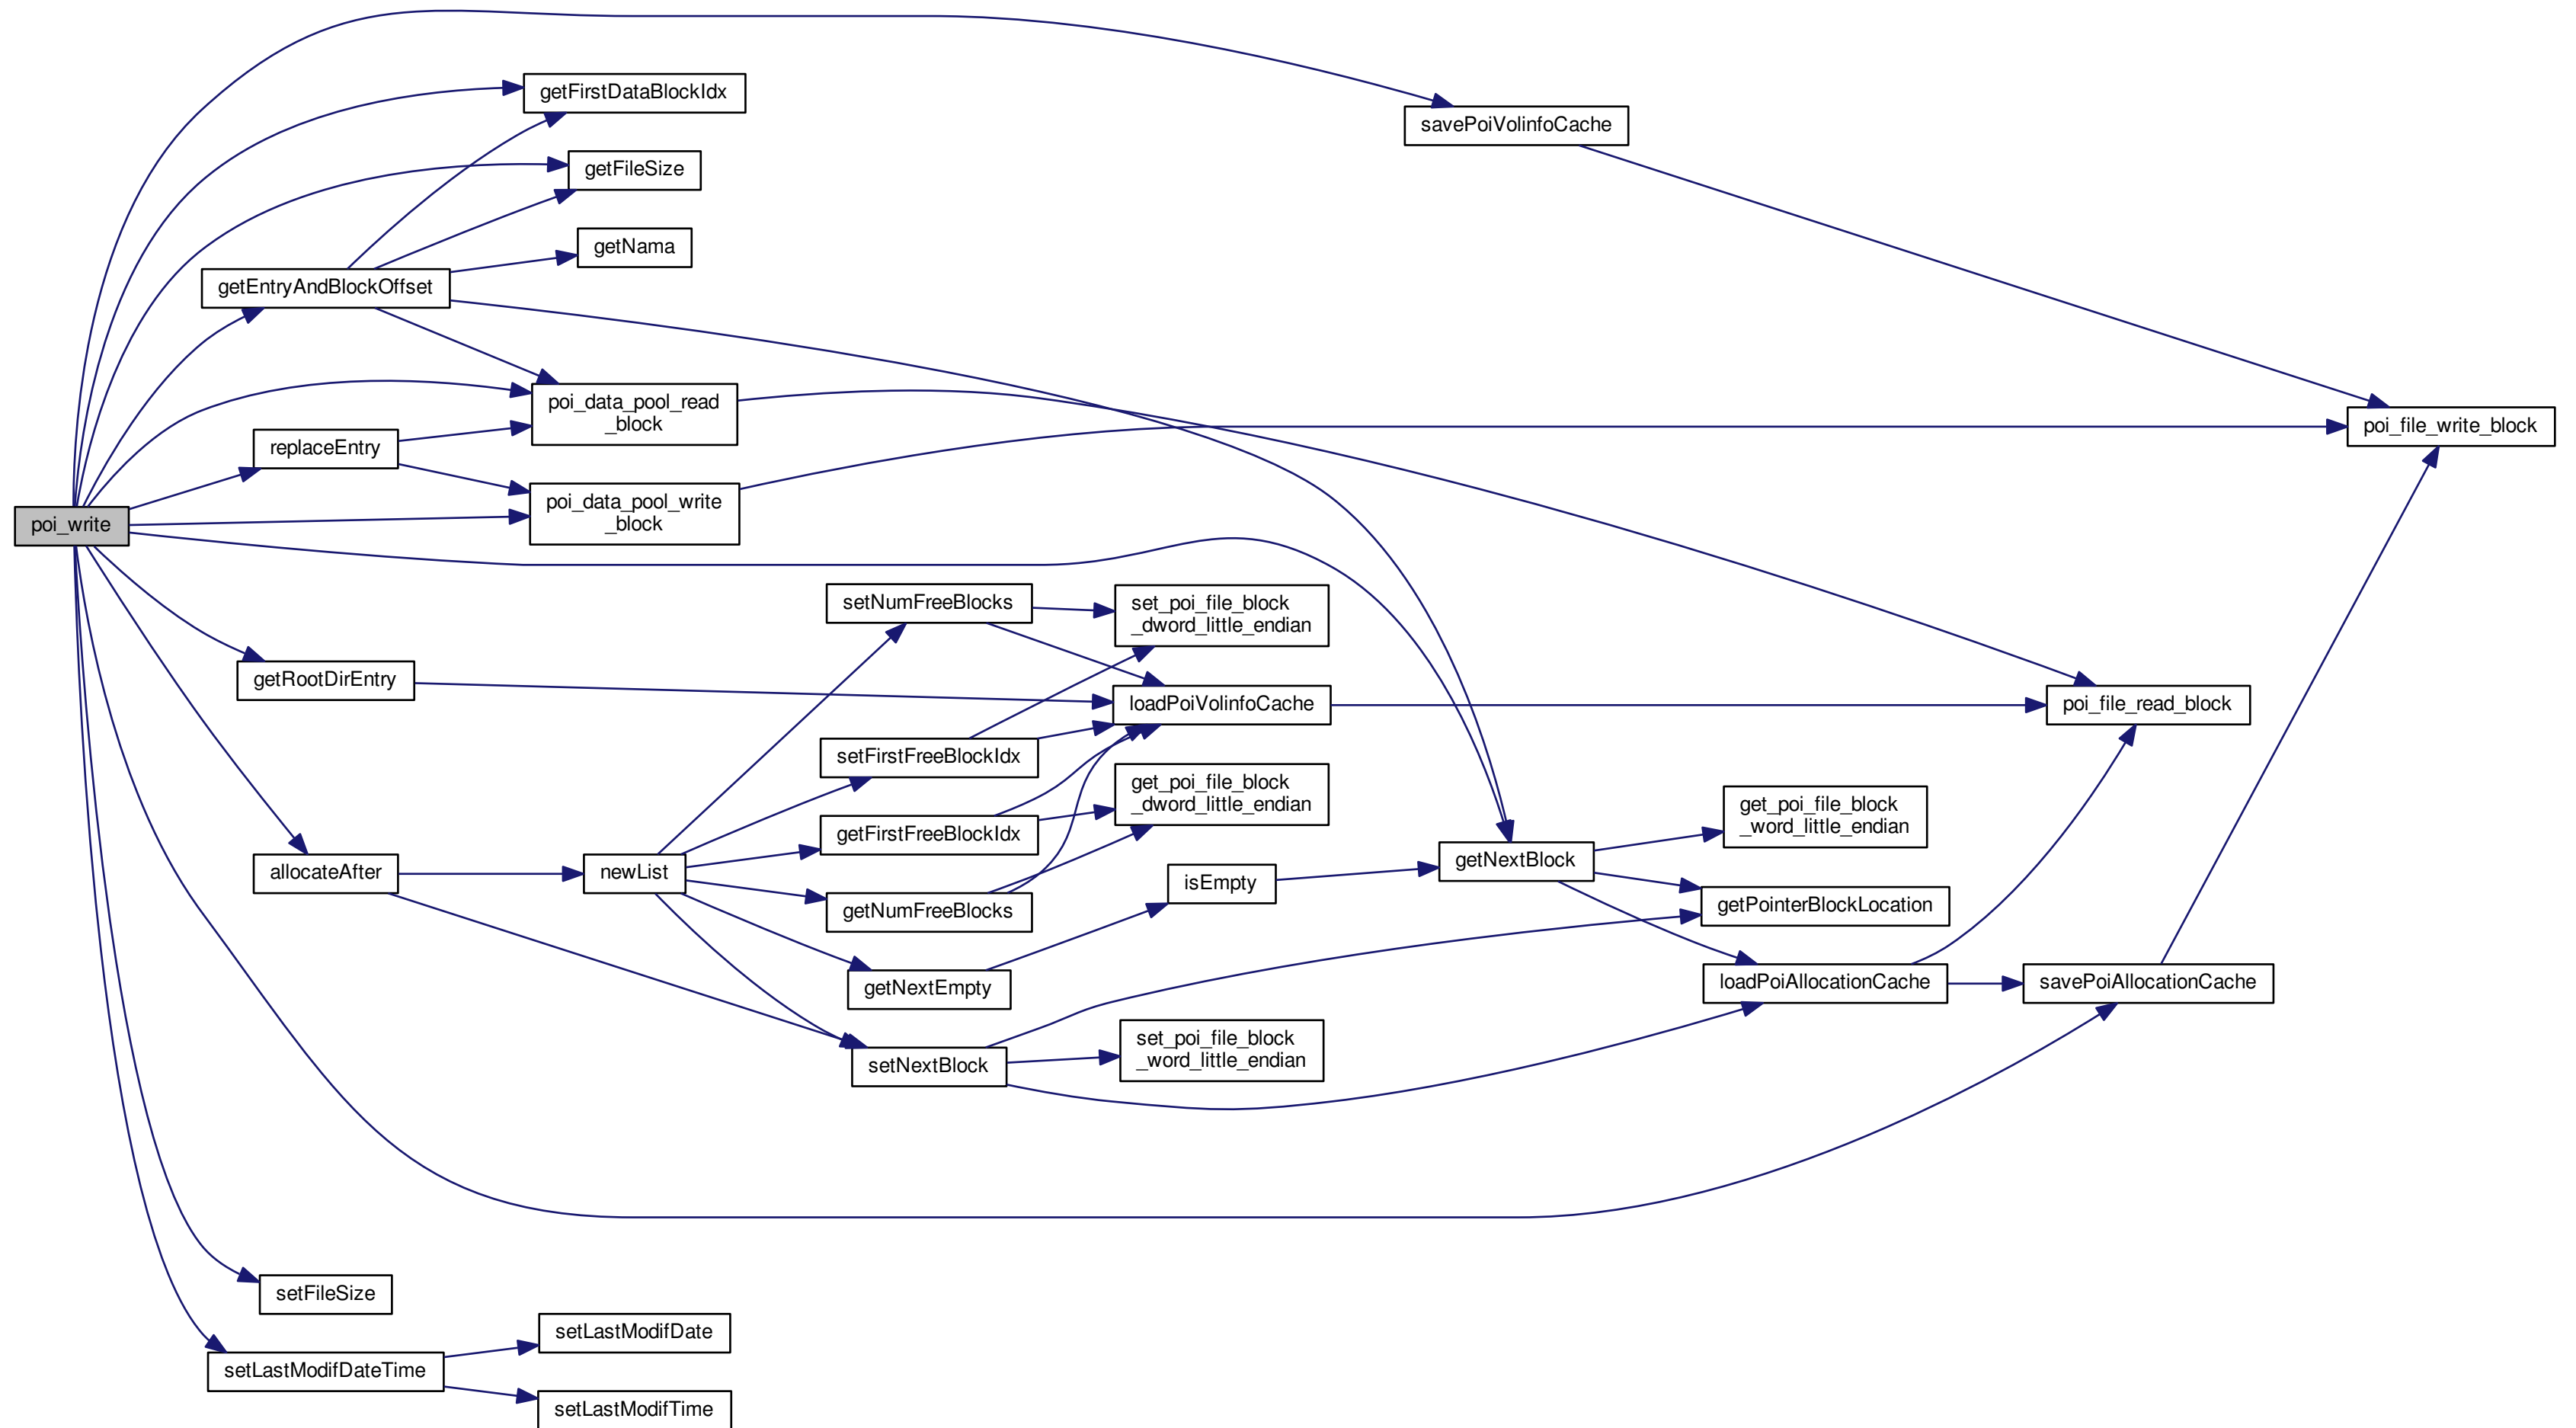 getFirstDataBlockIdx
savePoiVolinfoCache
getFileSize
getNama
getEntryAndBlockOffset
poi_data_pool_read
_block
poi_file_write_block
replaceEntry
poi_data_pool_write
_block
poi_write
setNumFreeBlocks
set_poi_file_block
_dword_little_endian
getRootDirEntry
loadPoiVolinfoCache
poi_file_read_block
setFirstFreeBlockIdx
get_poi_file_block
_dword_little_endian
get_poi_file_block
_word_little_endian
getFirstFreeBlockIdx
getNextBlock
allocateAfter
newList
isEmpty
getNumFreeBlocks
getPointerBlockLocation
getNextEmpty
loadPoiAllocationCache
savePoiAllocationCache
set_poi_file_block
_word_little_endian
setNextBlock
setFileSize
setLastModifDate
setLastModifDateTime
setLastModifTime